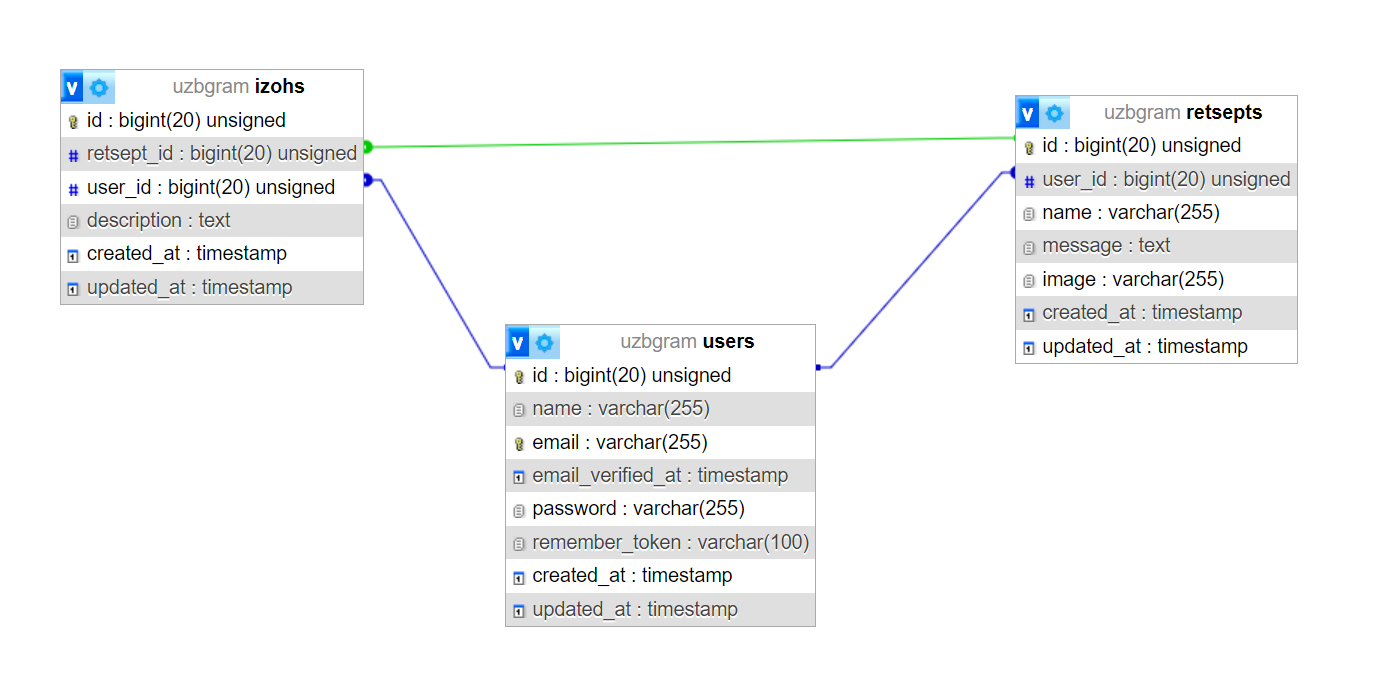 v uzbgram izohs
id : bigint(20) unsigned
# retsept_id : bigint(20) unsigned
# user_id : bigint(20) unsigned
description : text
created_at : timestamp
updated_at : timestamp
v uzbgram retsepts
id : bigint(20) unsigned
# user_id : bigint(20) unsigned
name : varchar(255)
message : text
image : varchar(255)
created_at : timestamp
updated_at : timestamp
v uzbgram users
id : bigint(20) unsigned
name : varchar(255)
email : varchar(255)
email_verified_at : timestamp
password : varchar(255)
remember_token : varchar(100)
created_at : timestamp
updated_at : timestamp